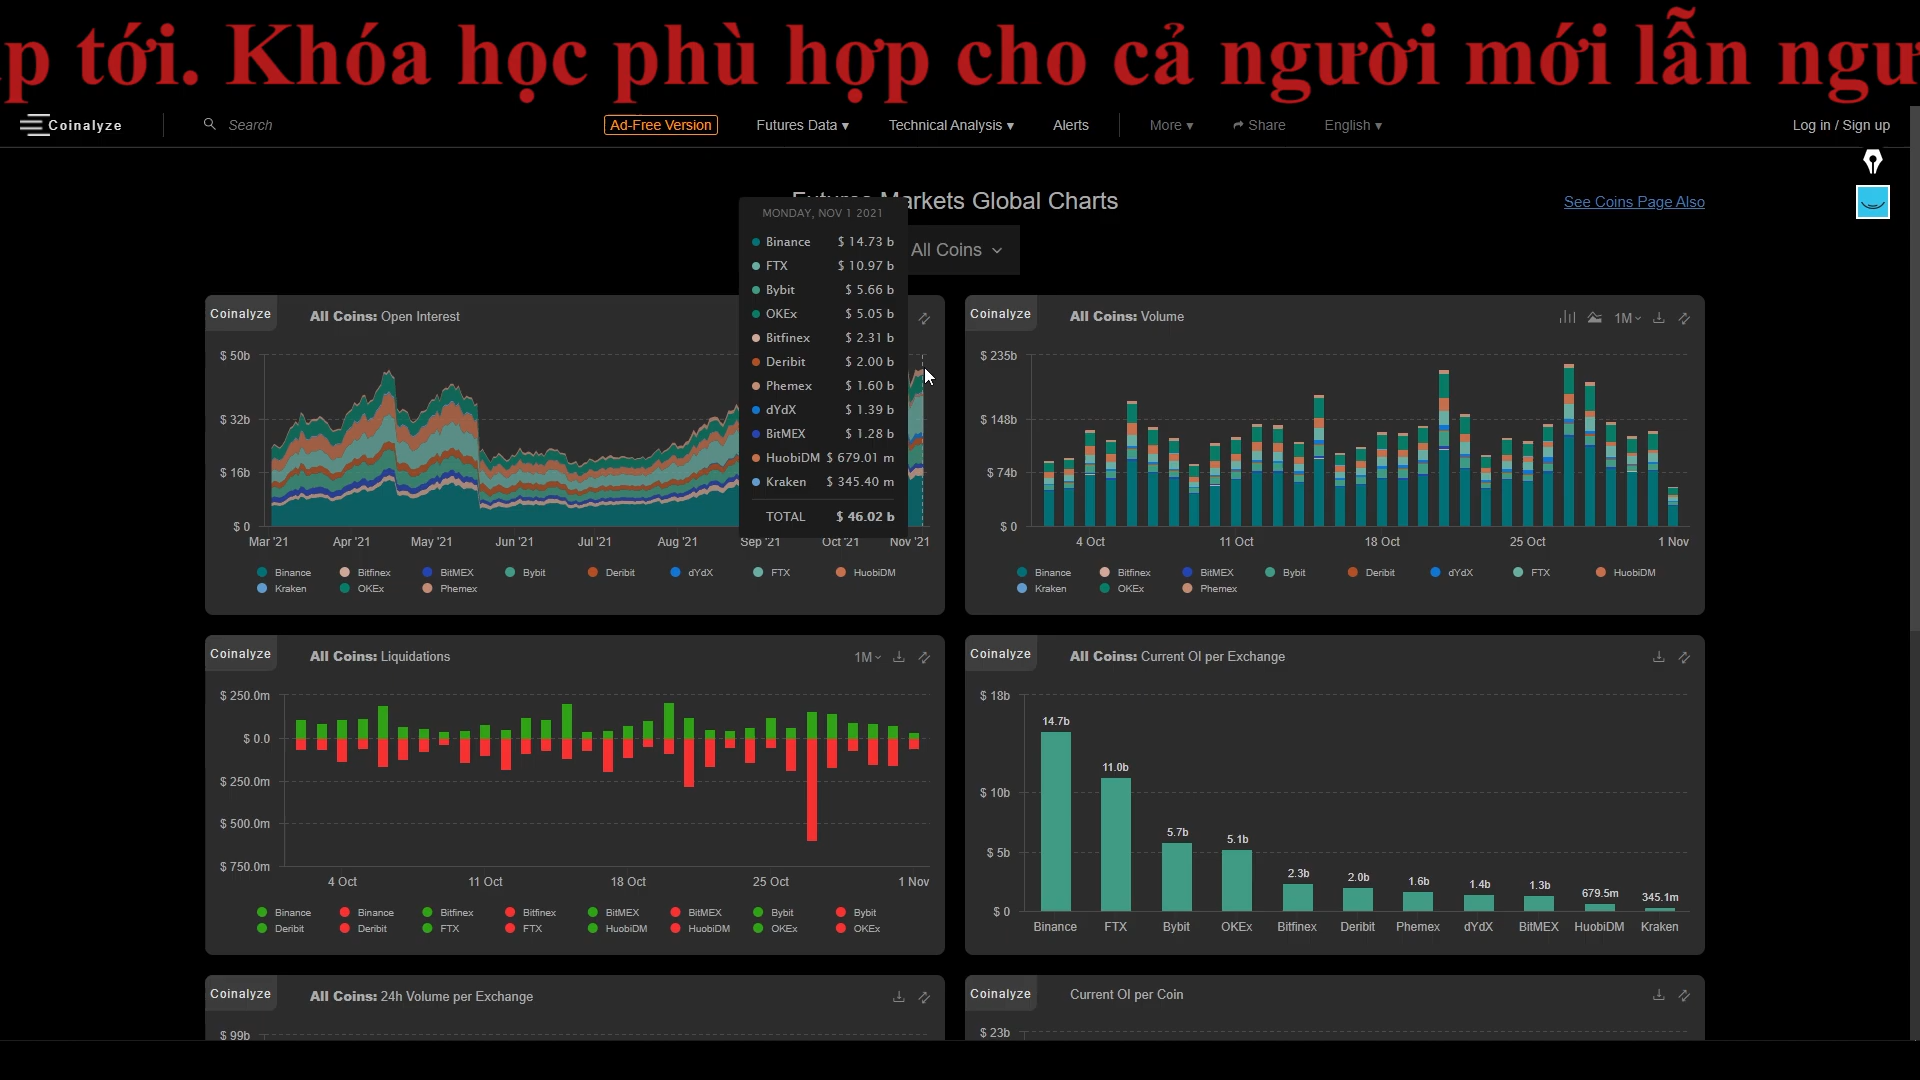 p tới. Khóa học phù hợp cho cả người mới lẫn ngư
Coinalyze
Search
Ad-Free Version
Futures Data
Technical Analysis
Alerts
More
Share
English
Log in / Sign up
Markets Global Charts
See Coins Page Also
All Coins
MONDAY, NOV 1 2021
Binance $ 14.73 b
FTX $ 10.97 b
Bybit $ 5.66 b
OKEx $ 5.05 b
Bitfinex $ 2.31 b
Deribit $ 2.00 b
Phemex $ 1.60 b
dYdX $ 1.39 b
BitMEX $ 1.28 b
HuobiDM $ 679.01 m
Kraken $ 345.40 m
TOTAL $ 46.02 b
Coinalyze
All Coins: Open Interest
$ 50b
$ 32b
$ 16b
$ 0
Mar '21 Apr '21 May '21 Jun '21 Jul '21 Aug '21 Sep '21 Oct '21 Nov '21
Binance Bitfinex BitMEX Bybit Deribit dYdX FTX HuobiDM
Kraken OKEx Phemex
Coinalyze
All Coins: Volume
1M
$ 235b
$ 148b
$ 74b
$ 0
4 Oct 11 Oct 18 Oct 25 Oct 1 Nov
Binance Bitfinex BitMEX Bybit Deribit dYdX FTX HuobiDM
Kraken OKEx Phemex
Coinalyze
All Coins: Liquidations
1M
$ 250.0m
$ 0.0
$ 250.0m
$ 500.0m
$ 750.0m
4 Oct 11 Oct 18 Oct 25 Oct 1 Nov
Binance Binance Bitfinex Bitfinex BitMEX BitMEX Bybit Bybit
Deribit Deribit FTX FTX HuobiDM HuobiDM OKEx OKEx
Coinalyze
All Coins: Current OI per Exchange
$ 18b
$ 10b
$ 5b
$ 0
14.7b 11.0b 5.7b 5.1b 2.3b 2.0b 1.6b 1.4b 1.3b 679.5m 345.1m
Binance FTX Bybit OKEx Bitfinex Deribit Phemex dYdX BitMEX HuobiDM Kraken
Coinalyze
All Coins: 24h Volume per Exchange
$ 99b
Coinalyze
Current OI per Coin
$ 23b